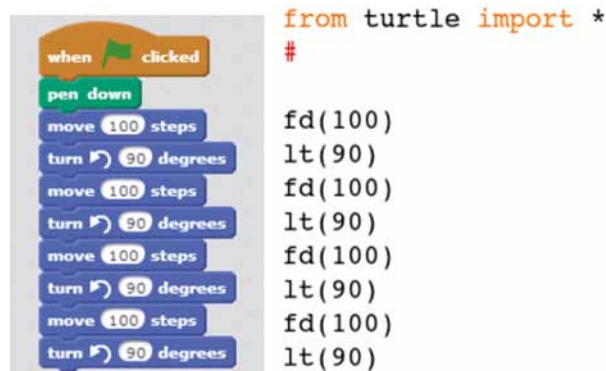 when clicked
pen down
move 100 steps
turn 90 degrees
move 100 steps
turn 90 degrees
move 100 steps
turn 90 degrees
move 100 steps
turn 90 degrees
from turtle import *
#
fd(100)
lt(90)
fd(100)
lt(90)
fd(100)
lt(90)
fd(100)
lt(90)